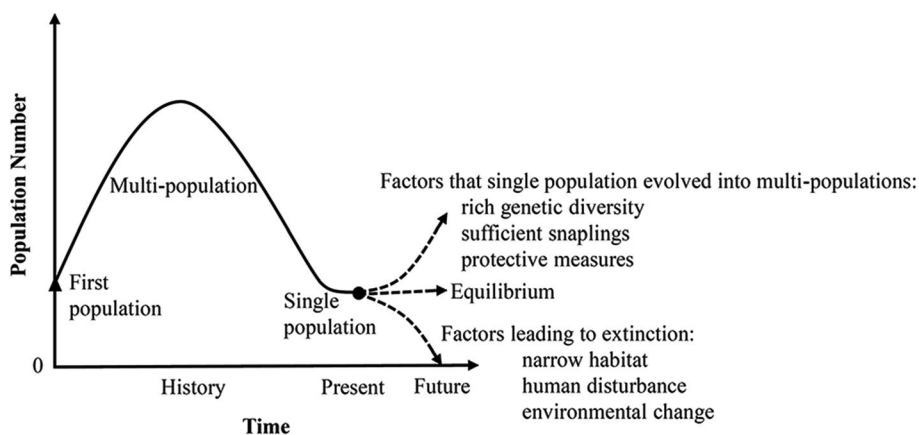 Population Number
Multi-population
First
population
Single
population
Factors that single population evolved into multi-populations:
rich genetic diversity
sufficient snaplings
protective measures
Equilibrium
Factors leading to extinction:
narrow habitat
human disturbance
environmental change
0
History
Present
Future
Time